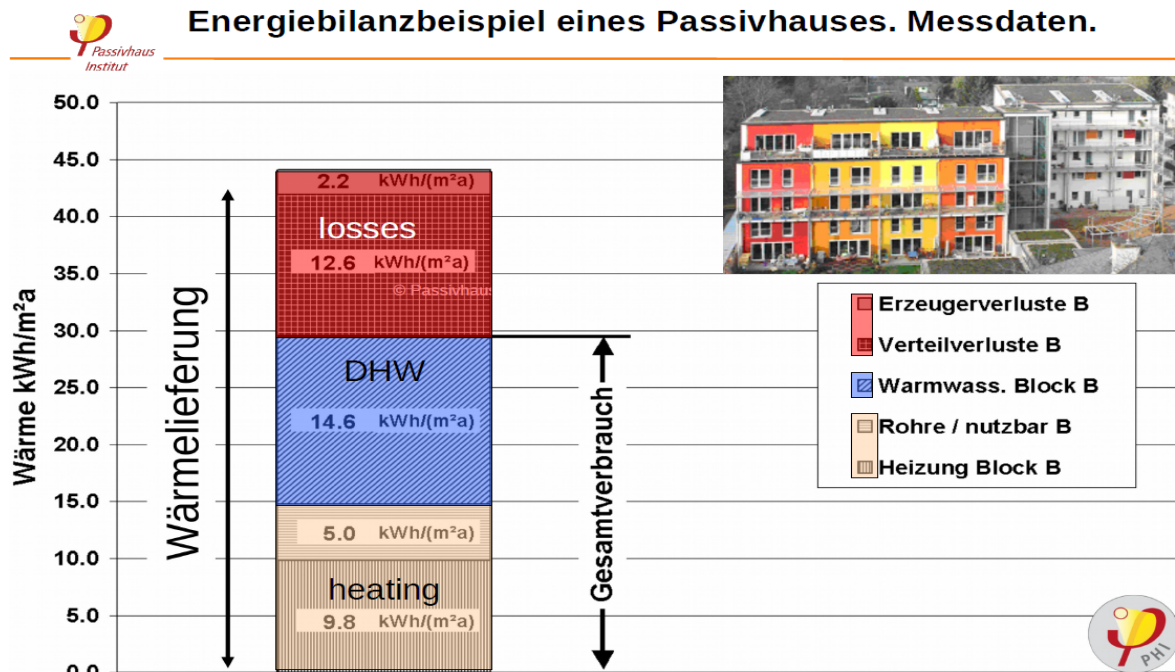 Energiebilanzbeispiel eines Passivhauses. Messdaten.
Passivhaus
Institut
50.0
45.0
40.0
35.0
30.0
25.0
20.0
15.0
10.0
5.0
0.0
Wärme kWh/m²a
Wärmelieferung
2.2 kWh/(m²a)
losses
12.6 kWh/(m²a)
© Passivhaus
DHW
14.6 kWh/(m²a)
5.0 kWh/(m²a)
heating
9.8 kWh/(m²a)
Gesamtverbrauch
Erzeugerverluste B
Verteilverluste B
Warmwass. Block B
Rohre / nutzbar B
Heizung Block B
PHI